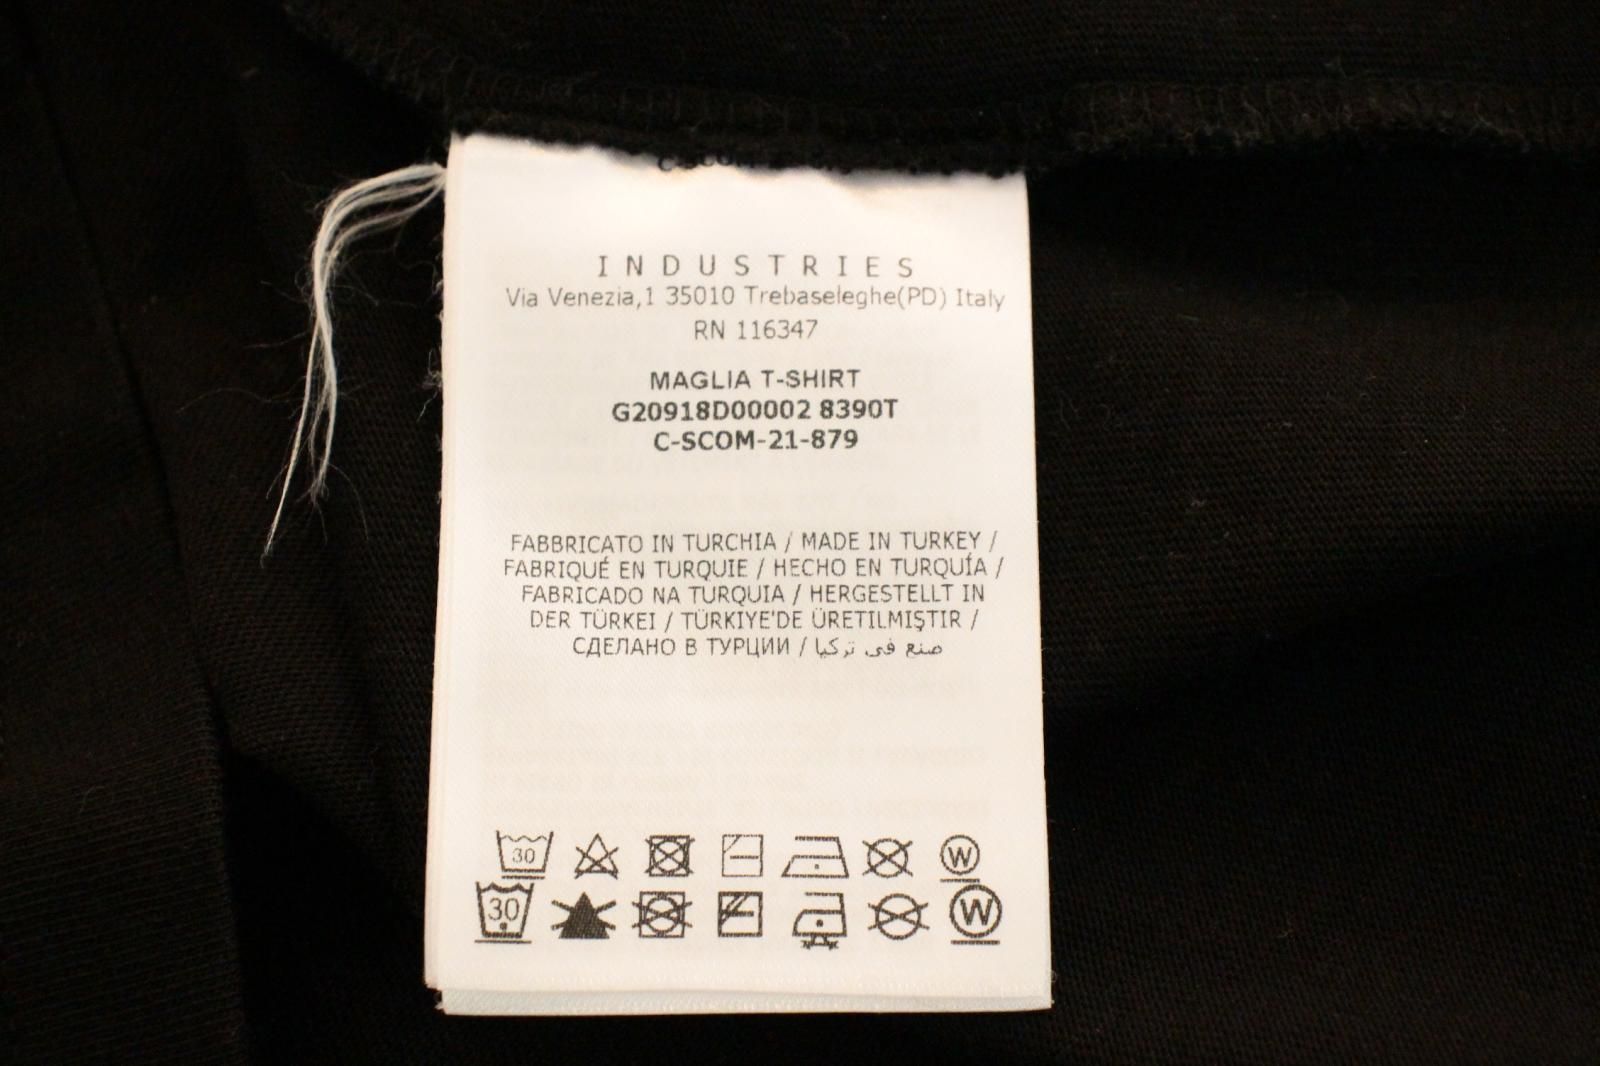 INDUSTRIES
Via Venezia,1 35010 Trebaseleghe(PD) Italy
RN 116347
MAGLIA T-SHIRT
G20918D00002 8390T
C-SCOM-21-879
FABBRICATO IN TURCHIA / MADE IN TURKEY /
FABRIQUÉ EN TURQUIE / HECHO EN TURQUÍA /
FABRICADO NA TURQUIA / HERGESTELLT IN
DER TÜRKEI / TÜRKIYE'DE ÜRETILMIŞTIR /
СДЕЛАНО В ТУРЦИИ / صنع في تركيا
30 W
30 W